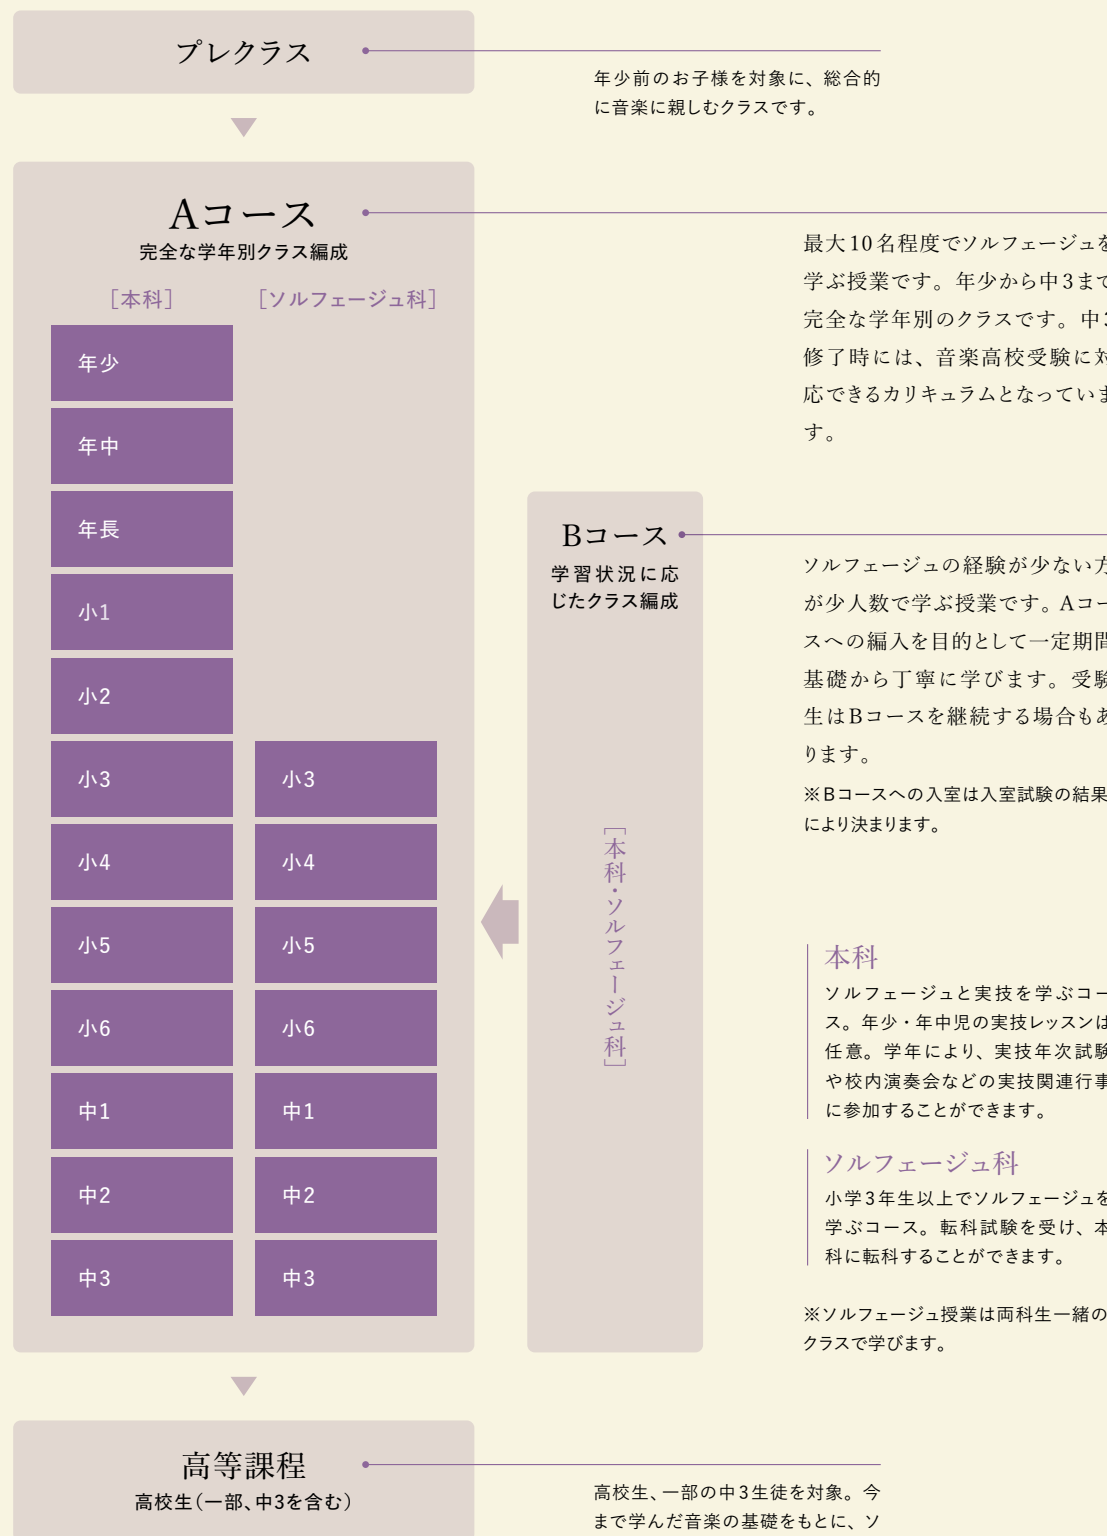 プレクラス
年少前のお子様を対象に、総合的
に音楽に親しむクラスです。
Aコース
完全な学年別クラス編成
［本科］
［ソルフェージュ科］
年少
年中
年長
小1
小2
小3
小4
小5
小6
中1
中2
中3
小3
小4
小5
小6
中1
中2
中3
最大10名程度でソルフェージュを
学ぶ授業です。年少から中3まで
完全な学年別のクラスです。中3
修了時には、音楽高校受験に対
応できるカリキュラムとなっていま
す。
Bコース
学習状況に応
じたクラス編成
［本科・ソルフェージュ科］
ソルフェージュの経験が少ない方
が少人数で学ぶ授業です。Aコー
スへの編入を目的として一定期間
基礎から丁寧に学びます。受験
生はBコースを継続する場合もあ
ります。
※Bコースへの入室は入室試験の結果
により決まります。
本科
ソルフェージュと実技を学ぶコー
ス。年少・年中児の実技レッスンは
任意。学年により、実技年次試験
や校内演奏会などの実技関連行事
に参加することができます。
ソルフェージュ科
小学3年生以上でソルフェージュを
学ぶコース。転科試験を受け、本
科に転科することができます。
※ソルフェージュ授業は両科生一緒の
クラスで学びます。
高等課程
高校生（一部、中3を含む）
高校生、一部の中3生徒を対象。今
まで学んだ音楽の基礎をもとに、ソ